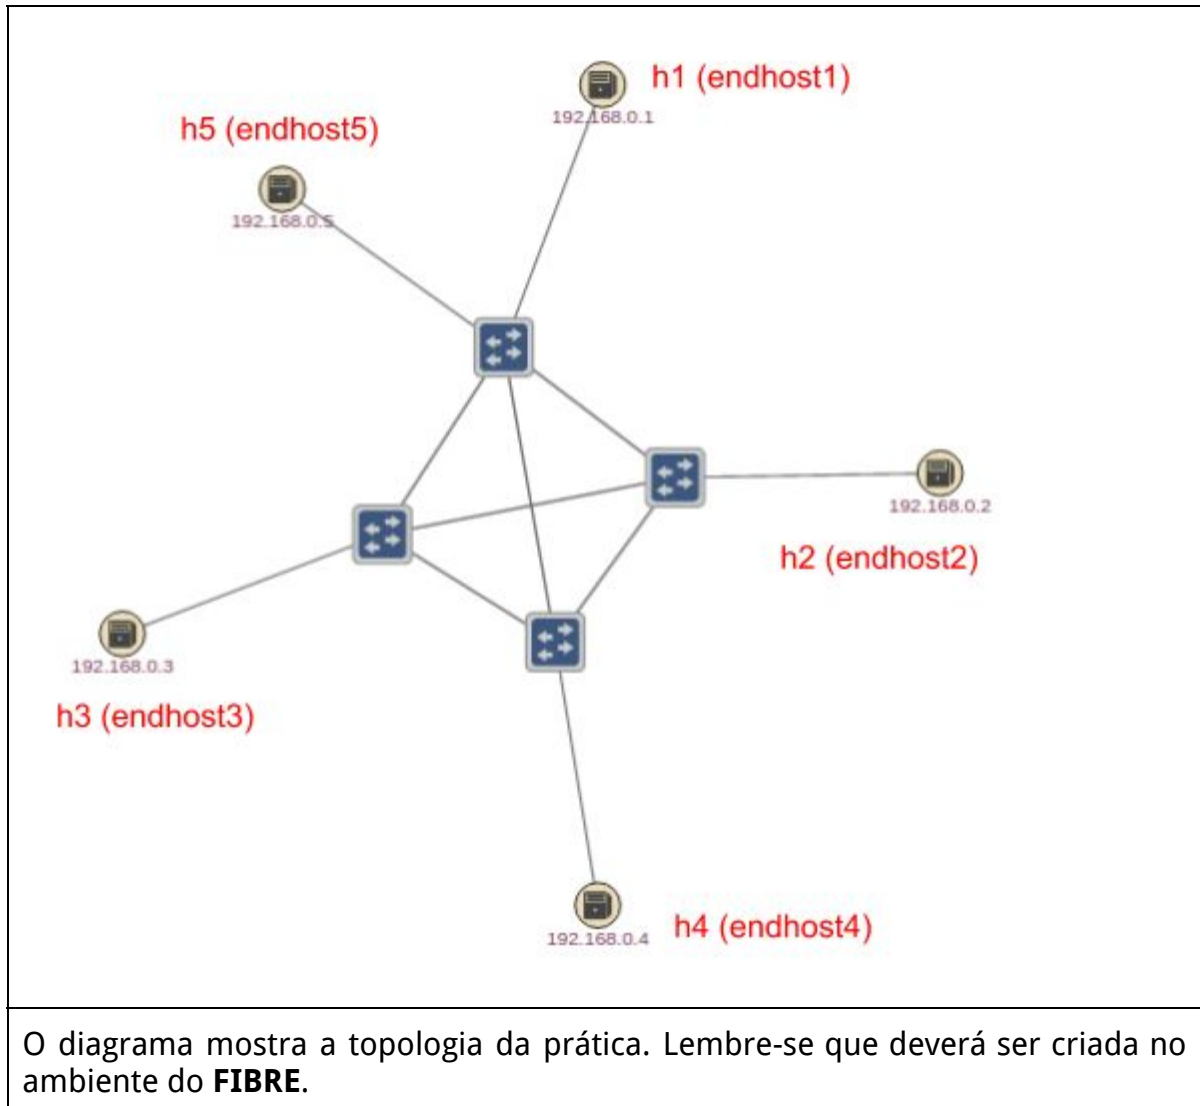 h1 (endhost1)
192.168.0.1
h5 (endhost5)
192.168.0.5
192.168.0.2
h2 (endhost2)
192.168.0.3
h3 (endhost3)
192.168.0.4
h4 (endhost4)
O diagrama mostra a topologia da prática. Lembre-se que deverá ser criada no
ambiente do FIBRE.